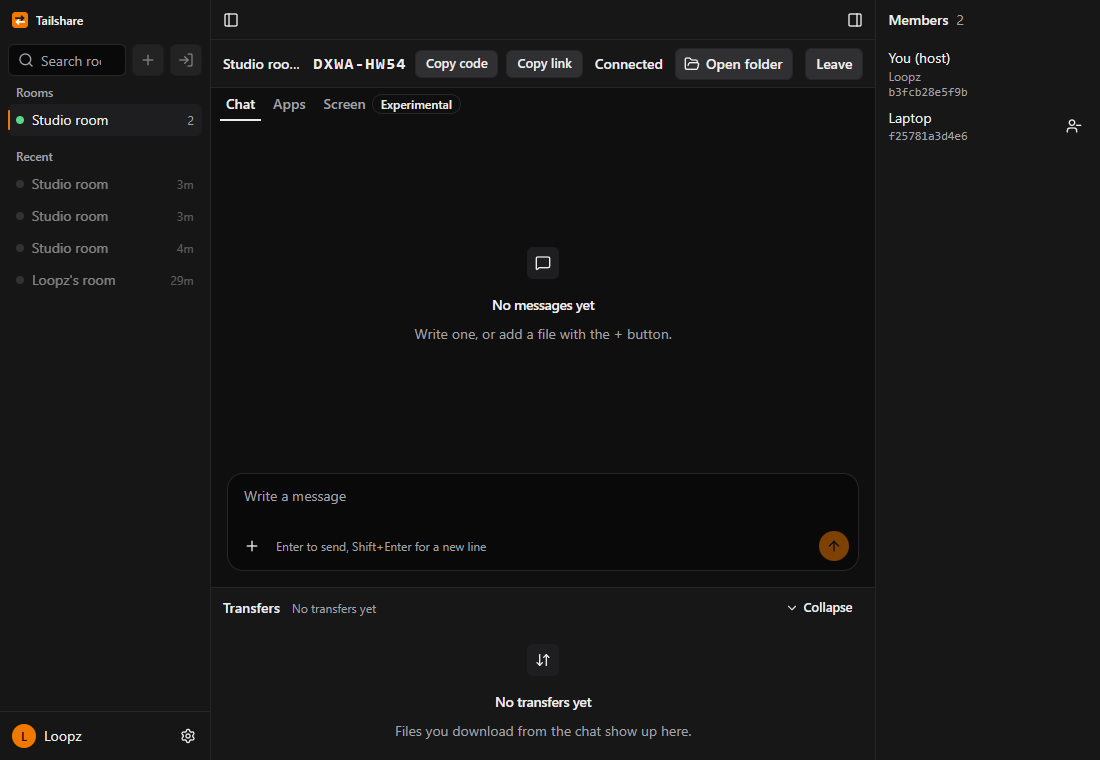 Tailshare
Search ro
Rooms
Studio room 2
Recent
Studio room 3m
Studio room 3m
Studio room 4m
Loopz's room 29m
L Loopz
Studio roo... DXWA-HW54 Copy code Copy link Connected Open folder Leave
Chat Apps Screen Experimental
No messages yet
Write one, or add a file with the + button.
Write a message
Enter to send, Shift+Enter for a new line
Transfers No transfers yet Collapse
No transfers yet
Files you download from the chat show up here.
Members 2
You (host)
Loopz
b3fcb28e5f9b
Laptop
f25781a3d4e6